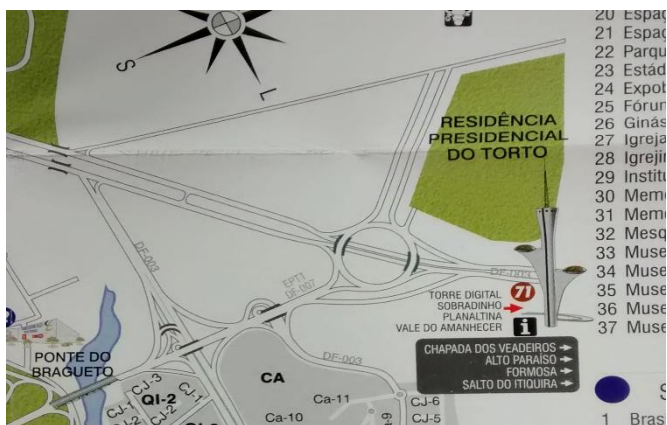 S
L
RESIDÊNCIA
PRESIDENCIAL
DO TORTO
DF-003
EPTT
DF-007
DF-003
DF-003
TORRE DIGITAL
71
SOBRADINHO
PLANALTINA
VALE DO AMANHECER
i
CHAPADA DOS VEADEIROS
ALTO PARAÍSO
FORMOSA
SALTO DO ITIQUIRA
PONTE DO
BRAGUETO
CJ-3
CJ-1
QI-2
CJ-2
CJ-1
CA
Ca-11
Ca-10
CJ-6
CJ-5
20 Espaç
21 Espaç
22 Parqu
23 Estád
24 Expob
25 Fórun
26 Ginás
27 Igreja
28 Igrejin
29 Institu
30 Memo
31 Memo
32 Mesq
33 Muse
34 Muse
35 Muse
36 Muse
37 Muse
S
1 Bras